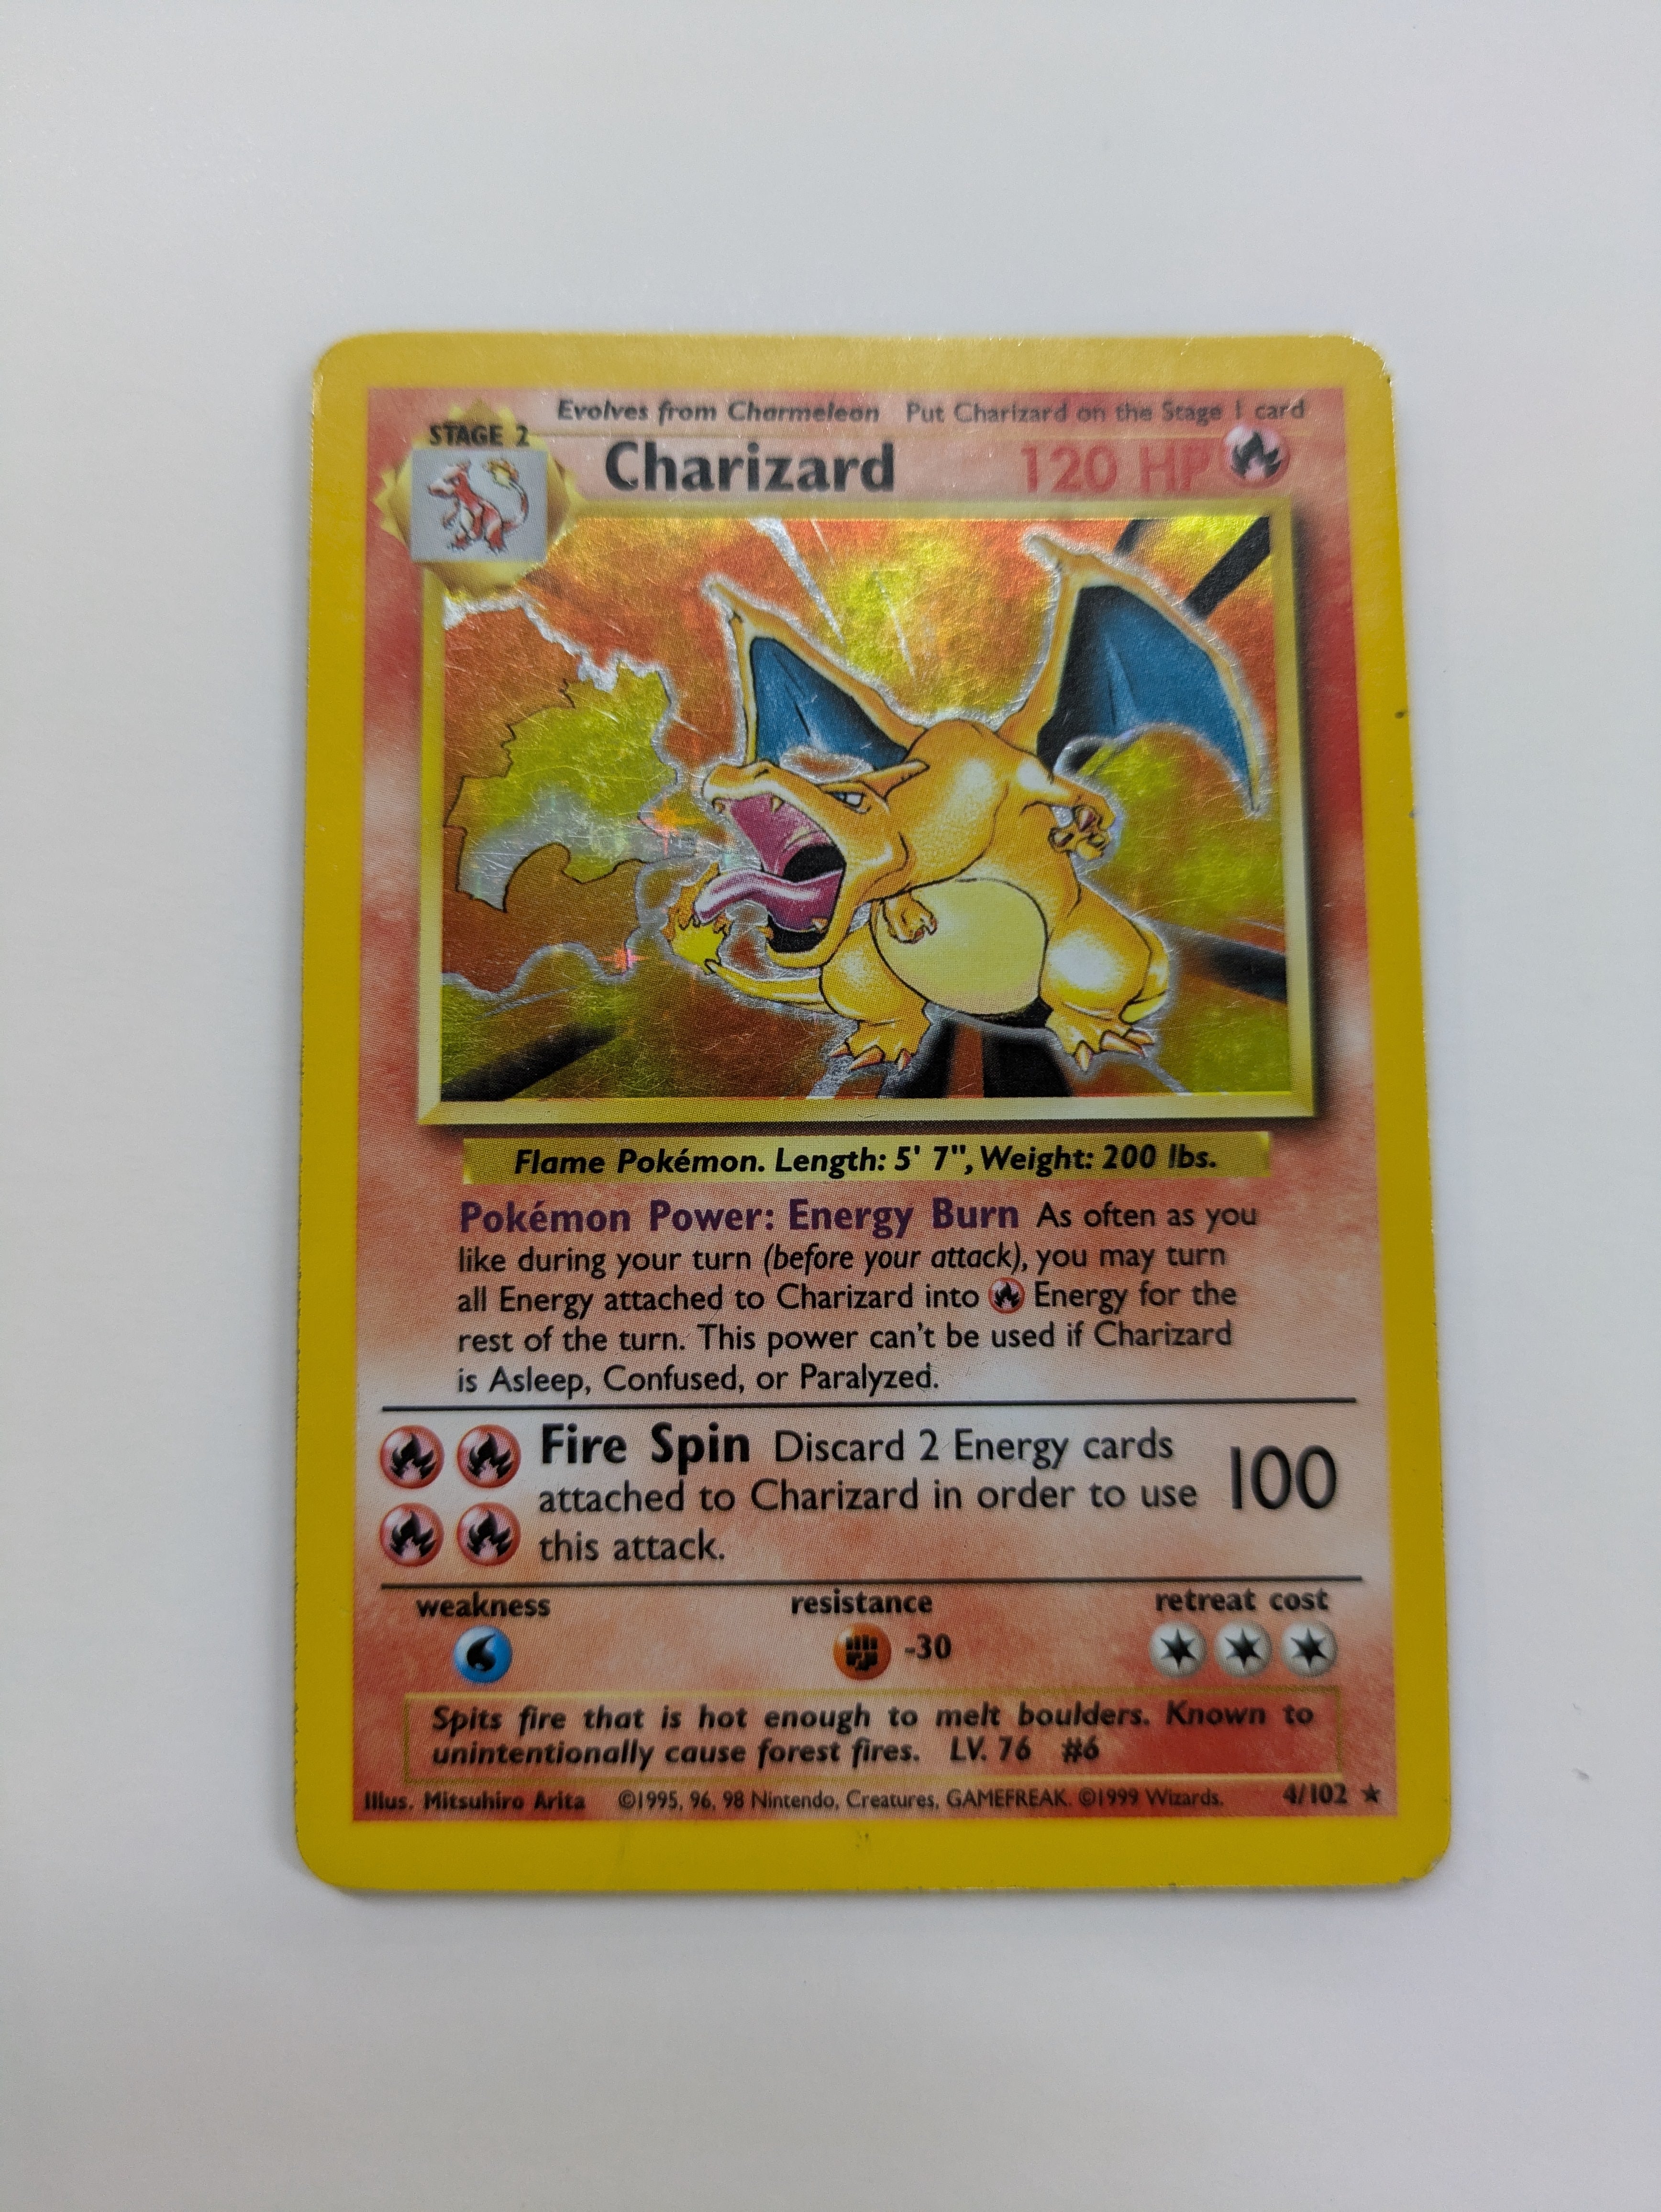 Evolves from Charmeleon Put Charizard on the Stage 1 card
STAGE 2
Charizard 120 HP
Flame Pokémon. Length: 5' 7", Weight: 200 lbs.
Pokémon Power: Energy Burn As often as you
like during your turn (before your attack), you may turn
all Energy attached to Charizard into Energy for the
rest of the turn. This power can't be used if Charizard
is Asleep, Confused, or Paralyzed.
Fire Spin Discard 2 Energy cards
attached to Charizard in order to use 100
this attack.
weakness resistance retreat cost
-30
Spits fire that is hot enough to melt boulders. Known to
unintentionally cause forest fires. LV. 76 #6
Illus. Mitsuhiro Arita ©1995, 96, 98 Nintendo, Creatures, GAMEFREAK. ©1999 Wizards. 4/102 ★